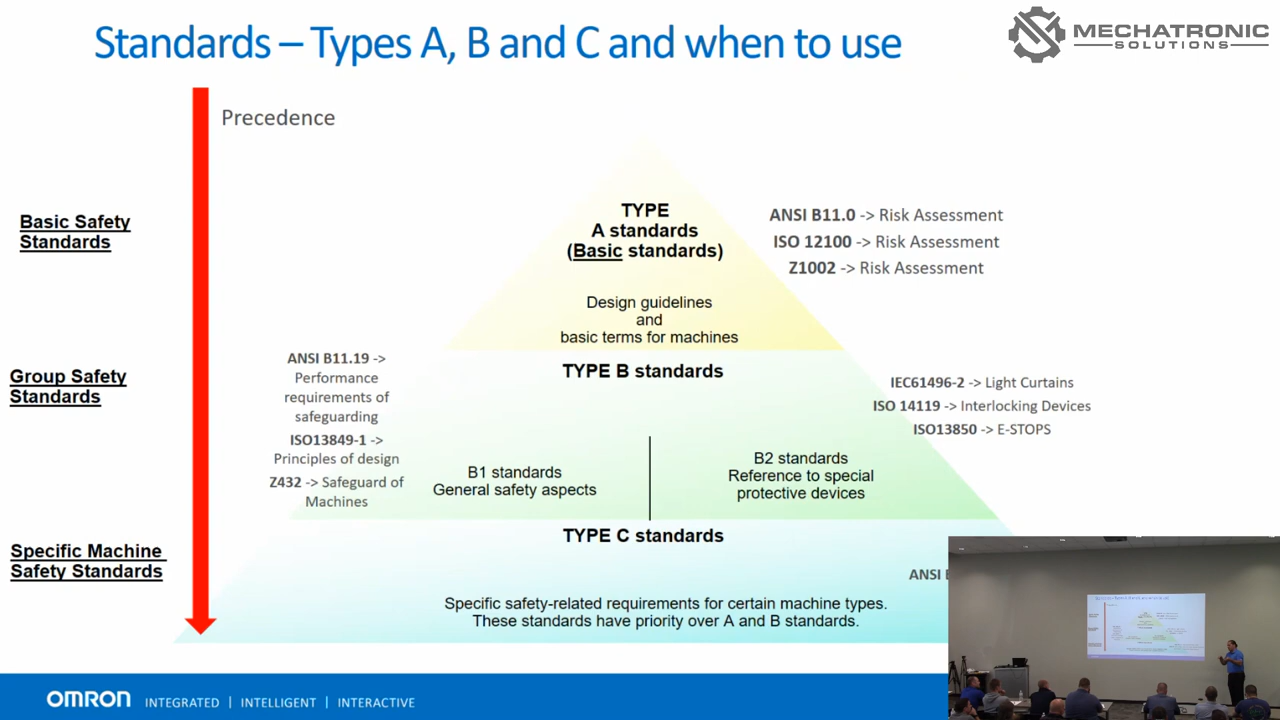 Standards – Types A, B and C and when to use
MECHATRONIC
SOLUTIONS
Precedence
Basic Safety
Standards
TYPE
A standards
(Basic standards)
Design guidelines
and
basic terms for machines
ANSI B11.0 -> Risk Assessment
ISO 12100 -> Risk Assessment
Z1002 -> Risk Assessment
Group Safety
Standards
ANSI B11.19 ->
Performance
requirements of
safeguarding
ISO13849-1 ->
Principles of design
Z432 -> Safeguard of
Machines
TYPE B standards
B1 standards
General safety aspects
B2 standards
Reference to special
protective devices
IEC61496-2 -> Light Curtains
ISO 14119 -> Interlocking Devices
ISO13850 -> E-STOPS
Specific Machine
Safety Standards
TYPE C standards
ANSI
Specific safety-related requirements for certain machine types.
These standards have priority over A and B standards.
OMRON
INTEGRATED | INTELLIGENT | INTERACTIVE